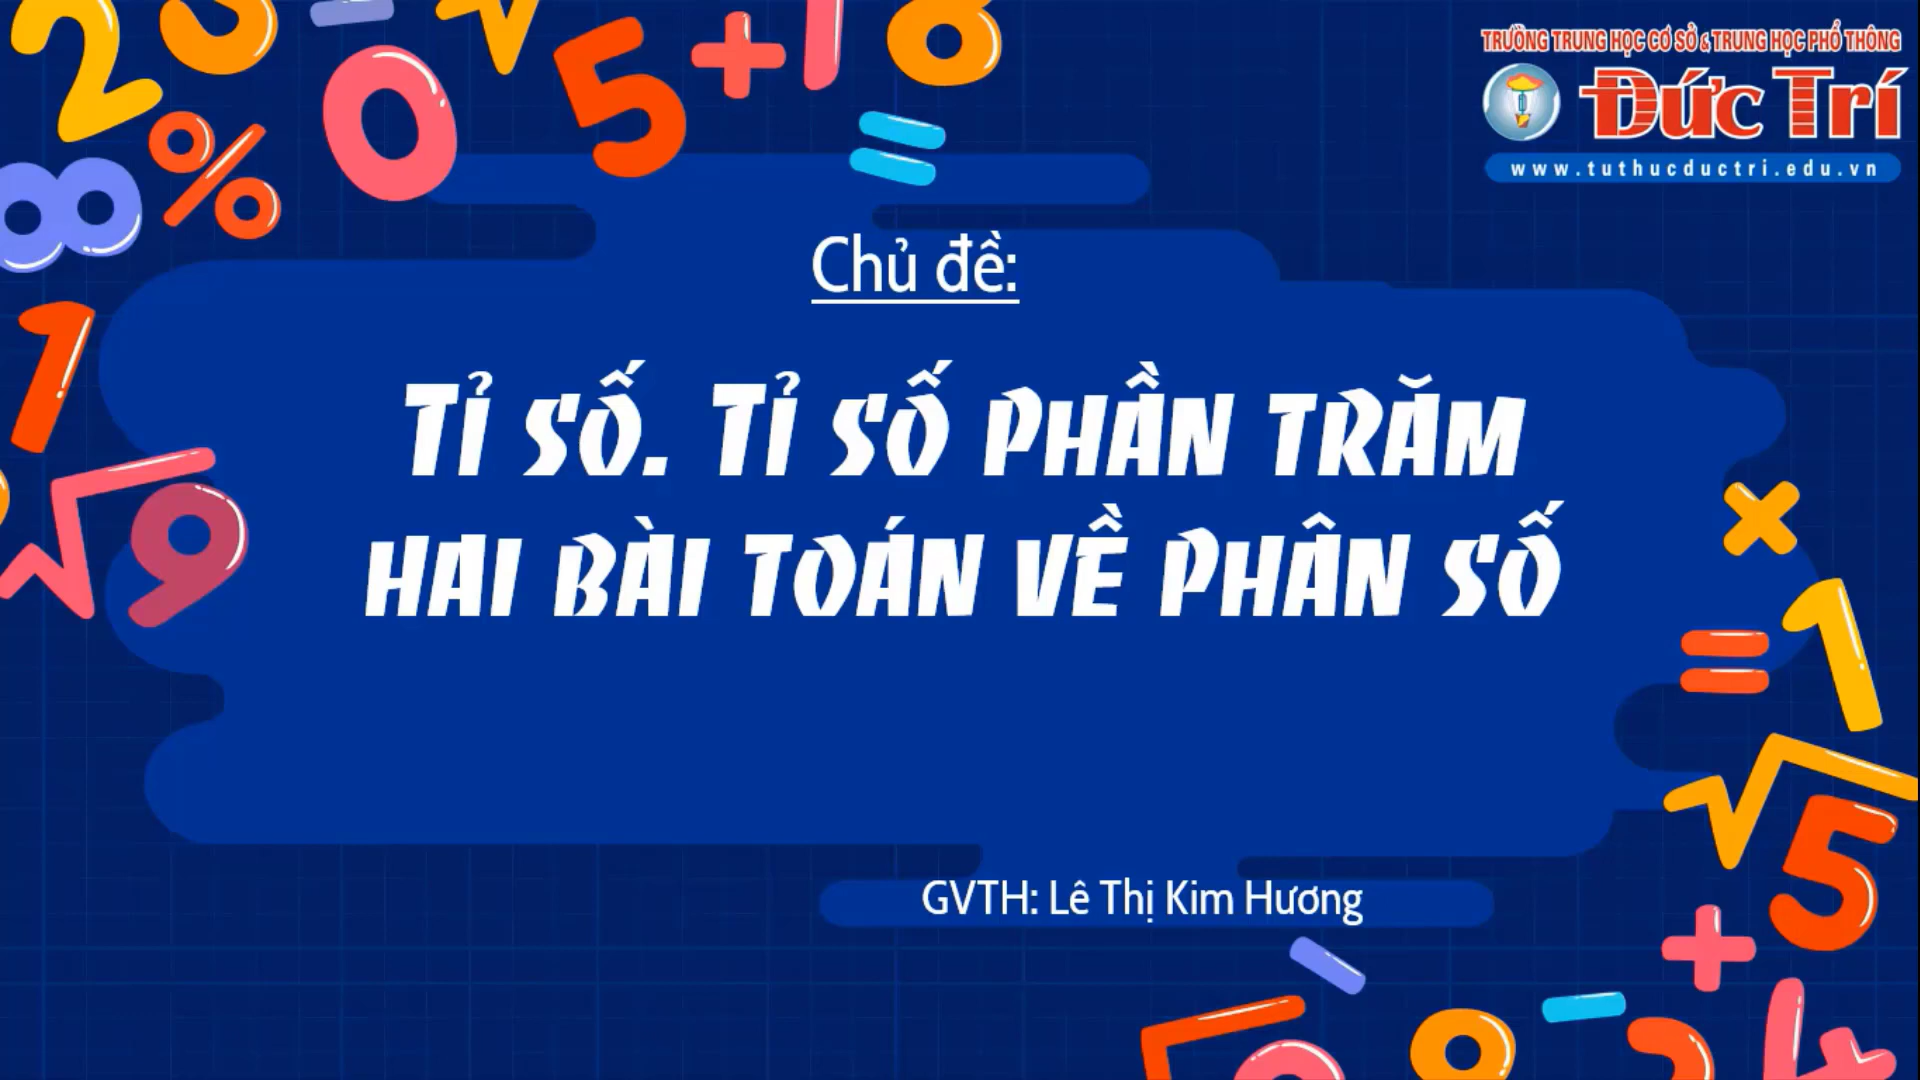 TRƯỜNG TRUNG HỌC CƠ SỞ & TRUNG HỌC PHỔ THÔNG
Đức Trí
www.tuthucductri.edu.vn
Chủ đề:
TỈ SỐ. TỈ SỐ PHẦN TRĂM
HAI BÀI TOÁN VỀ PHÂN SỐ
GVTH: Lê Thị Kim Hương